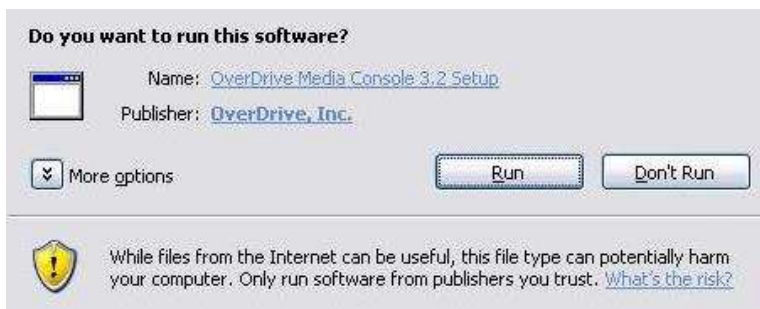 Do you want to run this software?
Name: OverDrive Media Console 3.2 Setup
Publisher: OverDrive, Inc.
More options
Run
Don't Run
While files from the Internet can be useful, this file type can potentially harm
your computer. Only run software from publishers you trust. What's the risk?